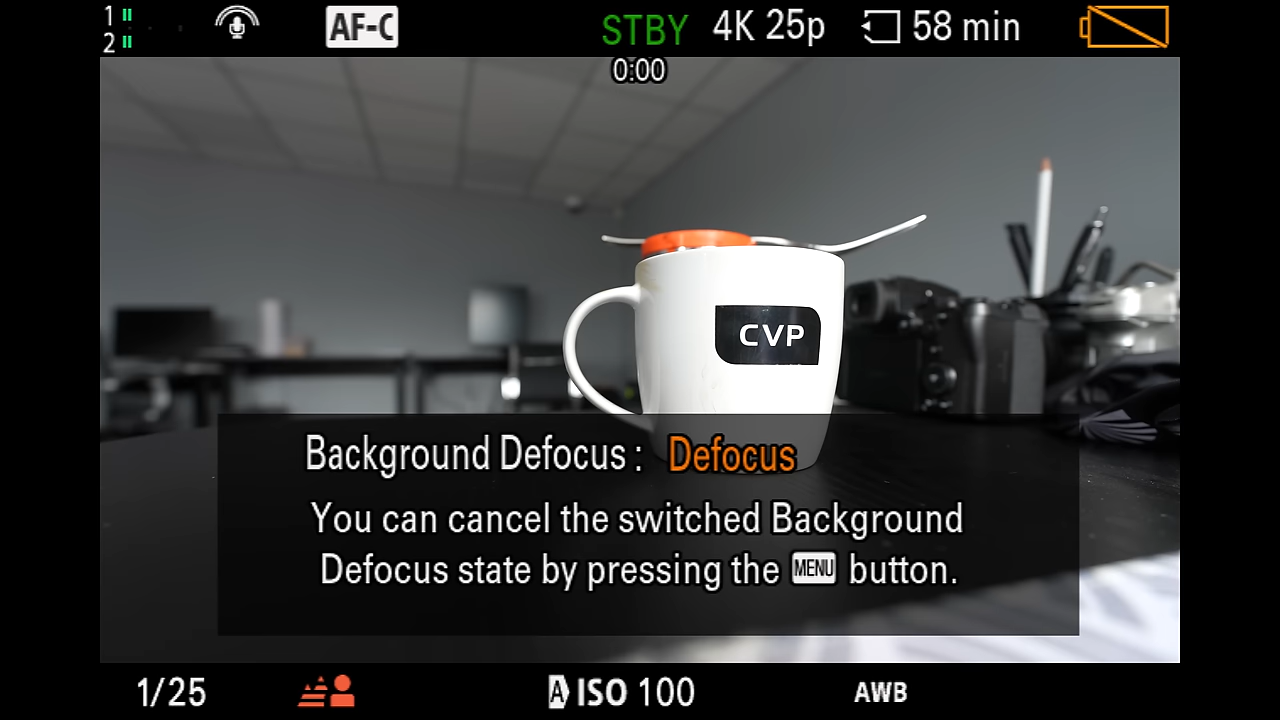 1
2
AF-C
STBY
4K 25p
58 min
0:00
CVP
Background Defocus : Defocus
You can cancel the switched Background
Defocus state by pressing the MENU button.
1/25
A ISO 100
AWB